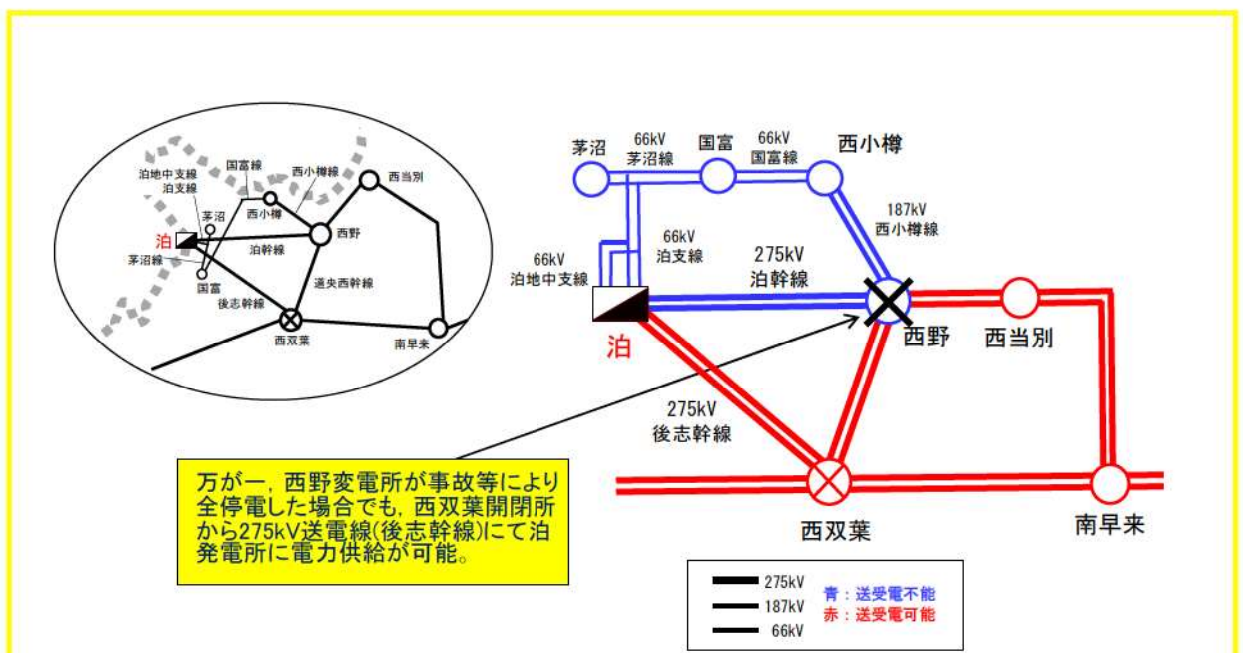 国富線
西小樽線
西当別
泊地中支線
泊支線
茅沼
西小樽
西野
泊
泊幹線
茅沼線
国富
道央西幹線
後志幹線
西双葉
南早来
茅沼
66kV
茅沼線
国富
66kV
国富線
西小樽
187kV
西小樽線
66kV
泊地中支線
66kV
泊支線
275kV
泊幹線
泊
西野
西当別
275kV
後志幹線
西双葉
南早来
万が一，西野変電所が事故等により
全停電した場合でも，西双葉開閉所
から275kV送電線(後志幹線)にて泊
発電所に電力供給が可能。
275kV
187kV
66kV
青：送受電不能
赤：送受電可能